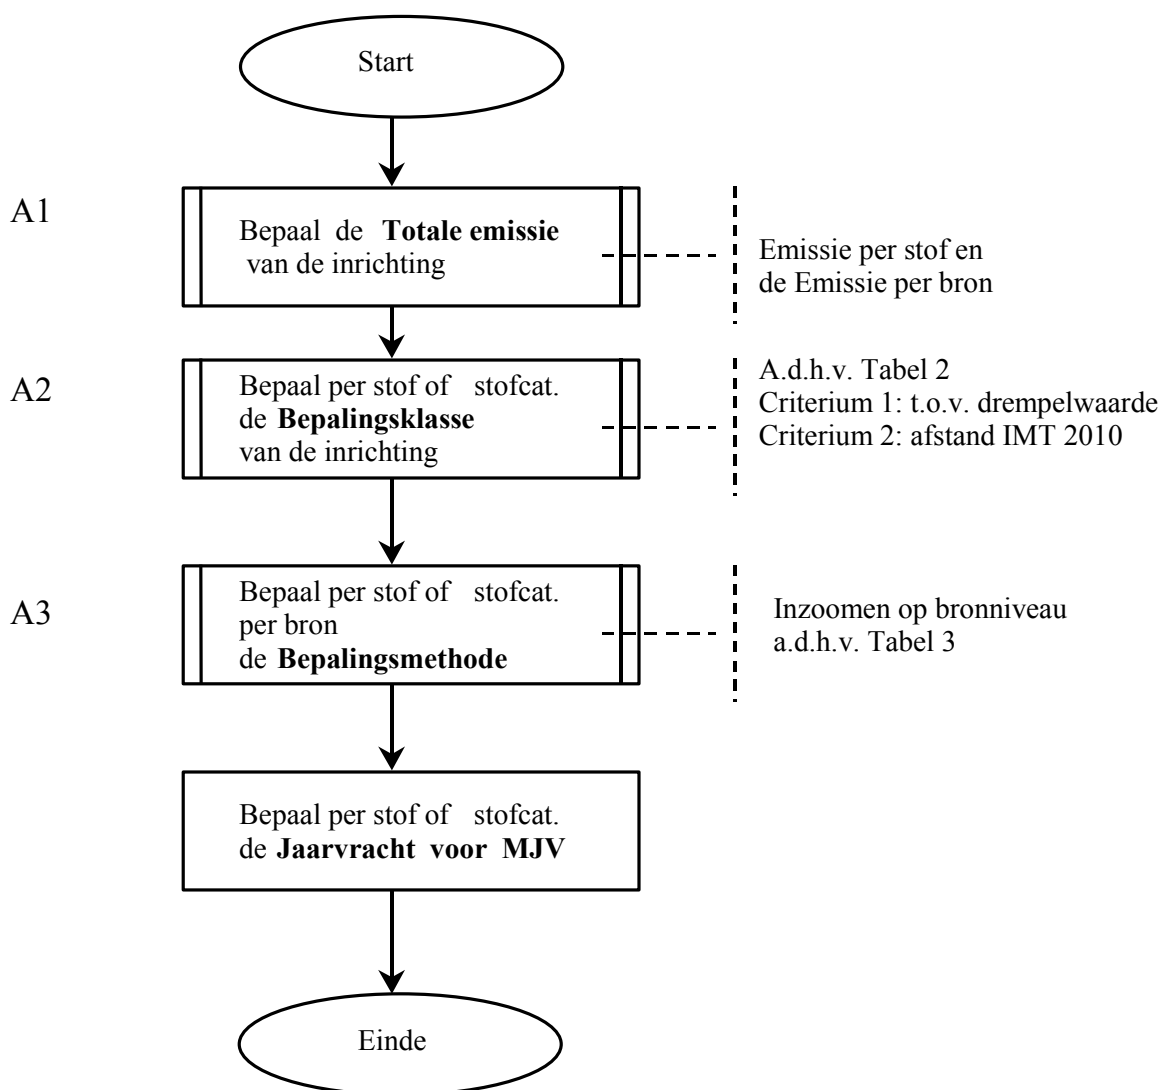 Start
A1
Bepaal de Totale emissie
van de inrichting
Emissie per stof en
de Emissie per bron
A2
Bepaal per stof of stofcat.
de Bepalingsklasse
van de inrichting
A.d.h.v. Tabel 2
Criterium 1: t.o.v. drempelwaarde
Criterium 2: afstand IMT 2010
A3
Bepaal per stof of stofcat.
per bron
de Bepalingsmethode
Inzoomen op bronniveau
a.d.h.v. Tabel 3
Bepaal per stof of stofcat.
de Jaarvracht voor MJV
Einde